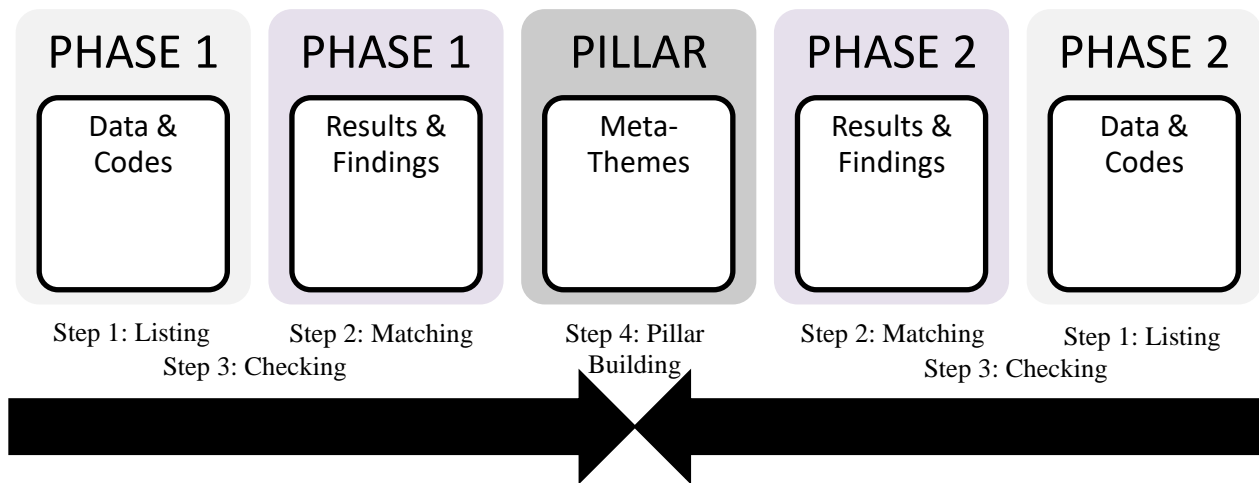 PHASE 1
Data &
Codes
PHASE 1
Results &
Findings
PILLAR
Meta-
Themes
PHASE 2
Results &
Findings
PHASE 2
Data &
Codes
Step 1: Listing
Step 2: Matching
Step 3: Checking
Step 4: Pillar
Building
Step 2: Matching
Step 1: Listing
Step 3: Checking